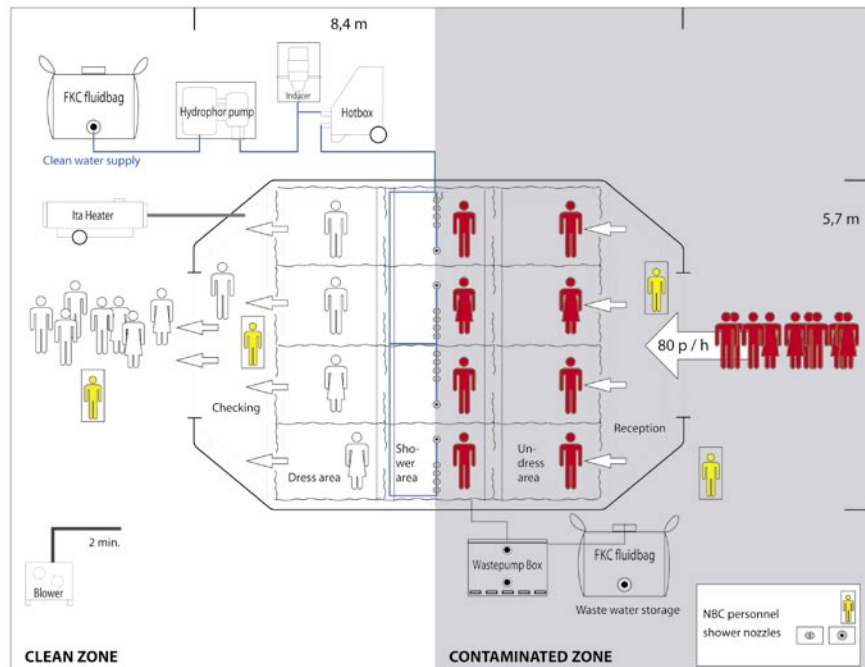 8,4 m
FKC fluidbag
Hydrophor pump
Inducer
Hotbox
Clean water supply
5,7 m
Ita Heater
80 p / h
Checking
Reception
Dress area
Sho-
wer
area
Un-
dress
area
2 min.
Blower
Wastepump Box
FKC fluidbag
Waste water storage
NBC personnel
shower nozzles
CLEAN ZONE
CONTAMINATED ZONE